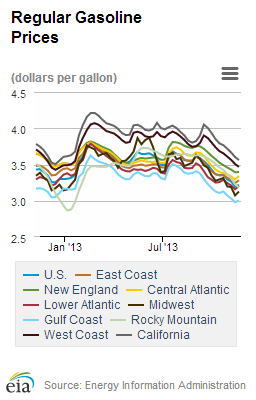 Regular Gasoline
Prices
(dollars per gallon)
4.5
4.0
3.5
3.0
2.5
Jan '13 Jul '13
U.S. East Coast
New England Central Atlantic
Lower Atlantic Midwest
Gulf Coast Rocky Mountain
West Coast California
eia Source: Energy Information Administration